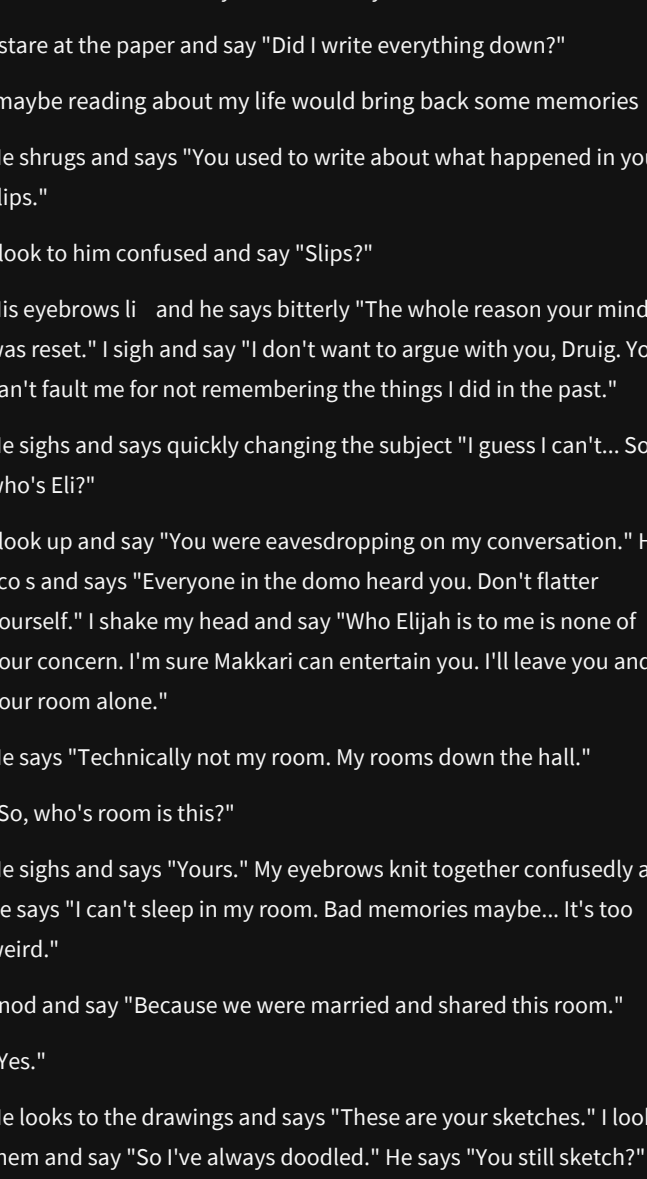 stare at the paper and say "Did I write everything down?"
maybe reading about my life would bring back some memories
e shrugs and says "You used to write about what happened in you
lips."
look to him confused and say "Slips?"
is eyebrows li and he says bitterly "The whole reason your mind
as reset." I sigh and say "I don't want to argue with you, Druig. Yo
an't fault me for not remembering the things I did in the past."
e sighs and says quickly changing the subject "I guess I can't... So
ho's Eli?"
look up and say "You were eavesdropping on my conversation." H
co s and says "Everyone in the domo heard you. Don't flatter
ourself." I shake my head and say "Who Elijah is to me is none of
our concern. I'm sure Makkari can entertain you. I'll leave you and
our room alone."
e says "Technically not my room. My rooms down the hall."
So, who's room is this?"
e sighs and says "Yours." My eyebrows knit together confusedly a
e says "I can't sleep in my room. Bad memories maybe... It's too
eird."
nod and say "Because we were married and shared this room."
Yes."
e looks to the drawings and says "These are your sketches." I look
hem and say "So I've always doodled." He says "You still sketch?"